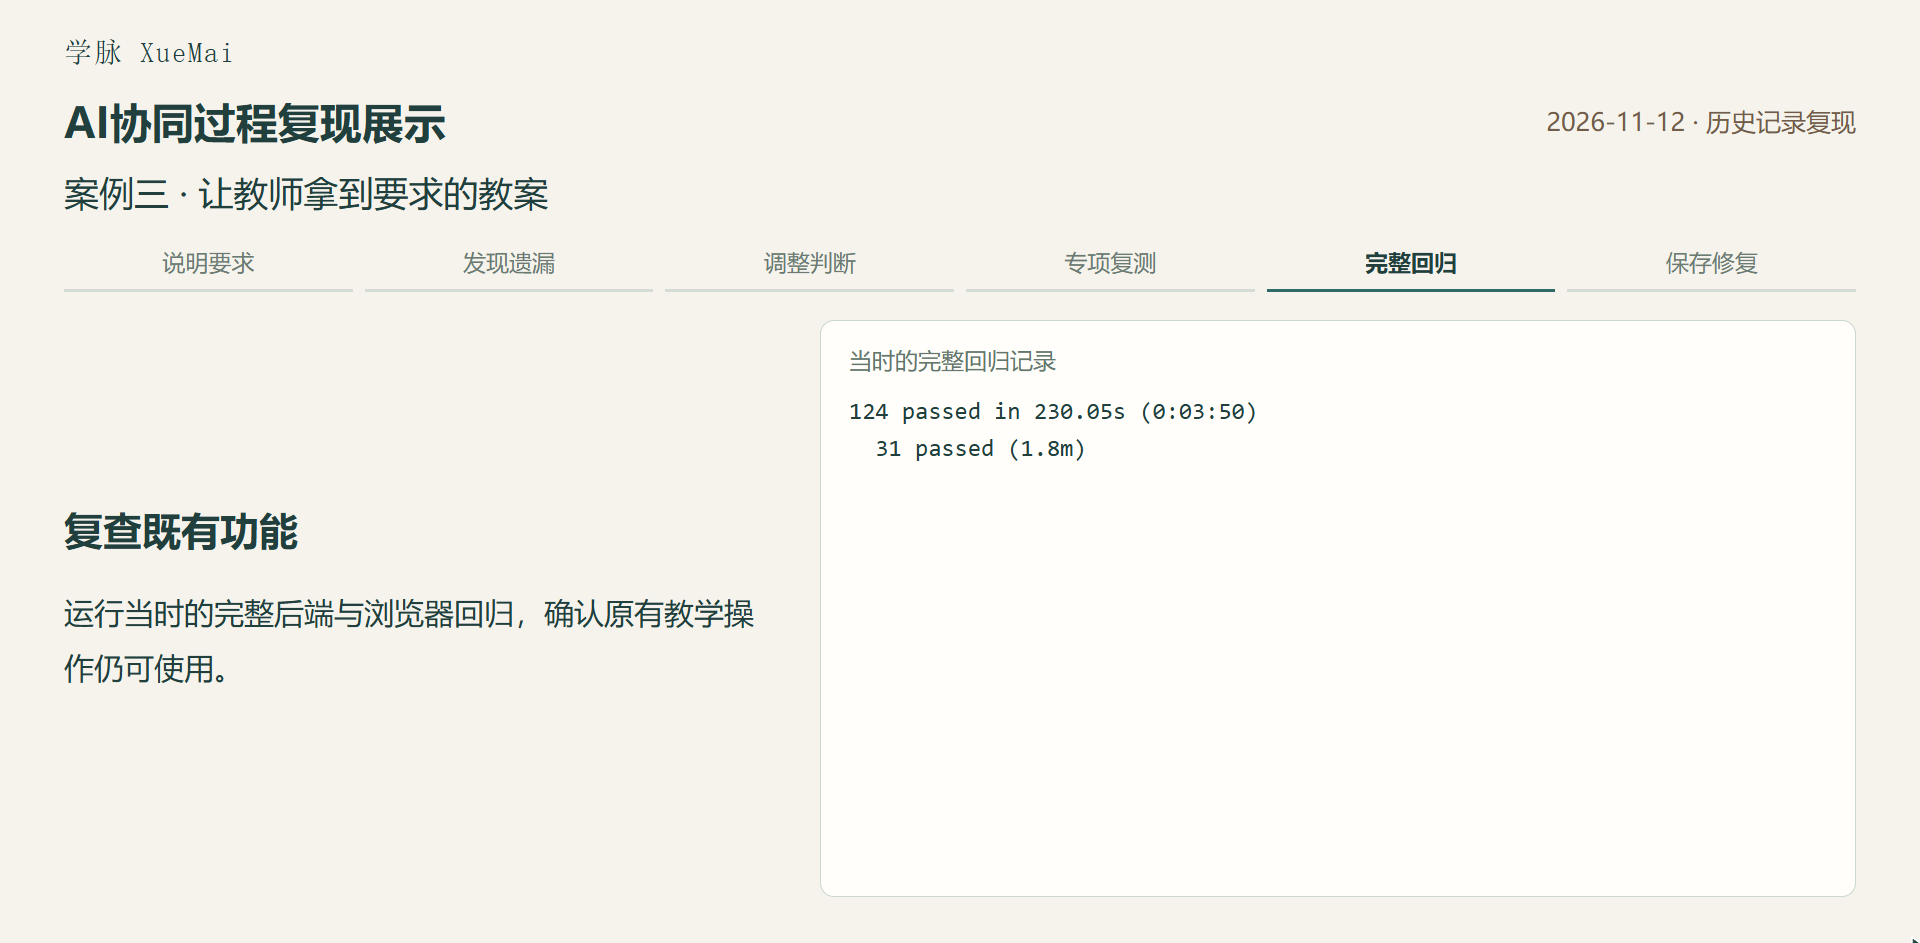 学脉 XueMai
AI协同过程复现展示
2026-11-12 · 历史记录复现
案例三 · 让教师拿到要求的教案
说明要求
发现遗漏
调整判断
专项复测
完整回归
保存修复
复查既有功能
运行当时的完整后端与浏览器回归，确认原有教学操
作仍可使用。
当时的完整回归记录
124 passed in 230.05s (0:03:50)
31 passed (1.8m)